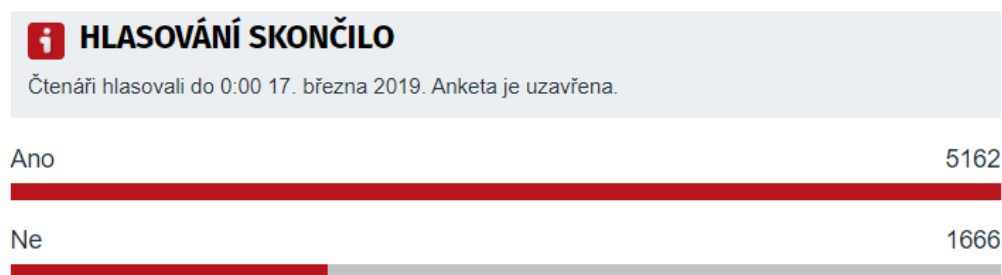 HLASOVÁNÍ SKONČILO
Čtenáři hlasovali do 0:00 17. března 2019. Anketa je uzavřena.
Ano 5162
Ne 1666